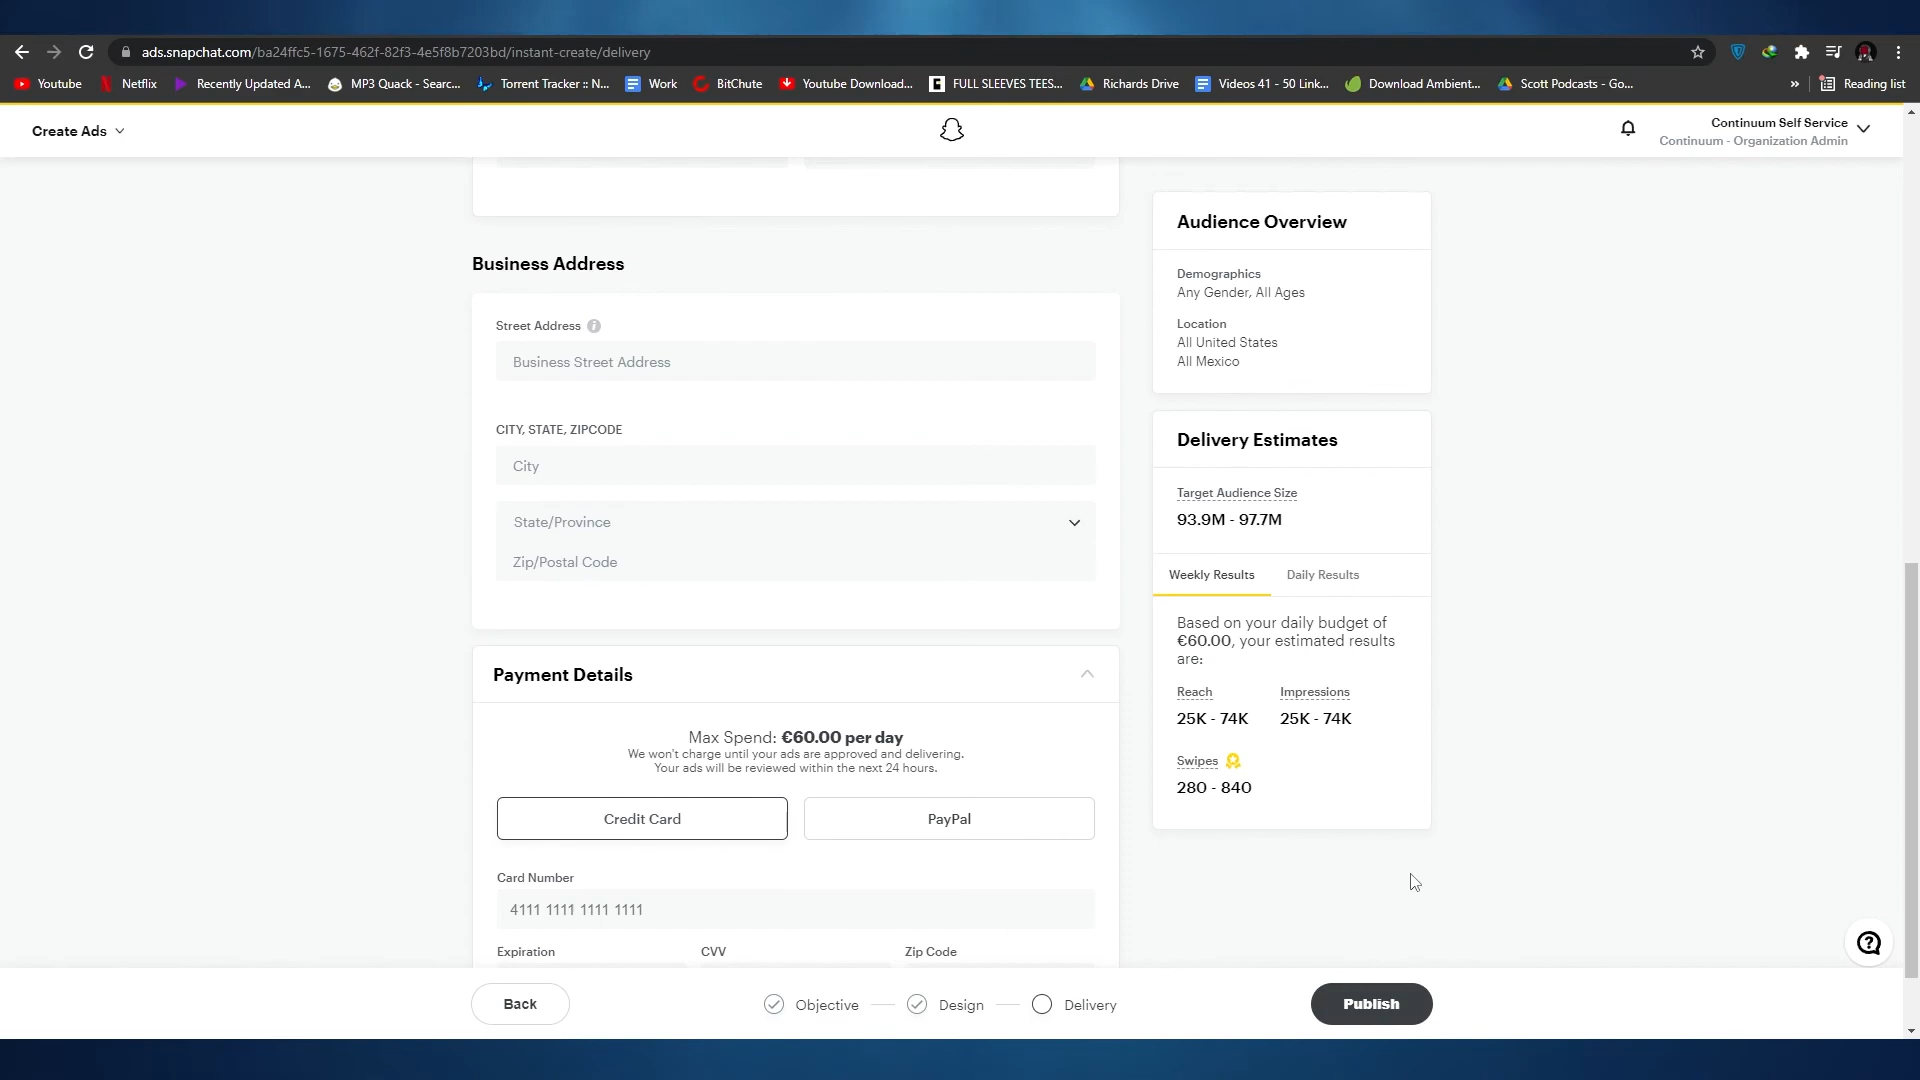 ads.snapchat.com/ba24ffc5-1675-462f-82f3-4e5f8b7203bd/instant-create/delivery
Youtube Netflix Recently Updated A... MP3 Quack - Searc... Torrent Tracker :: N... Work BitChute Youtube Download... FULL SLEEVES TEES... Richards Drive Videos 41 - 50 Link... Download Ambient... Scott Podcasts - Go... » Reading list
Create Ads
Continuum Self Service
Continuum - Organization Admin
Business Address
Street Address
Business Street Address
CITY, STATE, ZIPCODE
City
State/Province
Zip/Postal Code
Payment Details
Max Spend: €60.00 per day
We won't charge until your ads are approved and delivering.
Your ads will be reviewed within the next 24 hours.
Credit Card PayPal
Card Number
4111 1111 1111 1111
Expiration CVV Zip Code
Audience Overview
Demographics
Any Gender, All Ages
Location
All United States
All Mexico
Delivery Estimates
Target Audience Size
93.9M - 97.7M
Weekly Results Daily Results
Based on your daily budget of
€60.00, your estimated results
are:
Reach Impressions
25K - 74K 25K - 74K
Swipes
280 - 840
Back Objective Design Delivery Publish